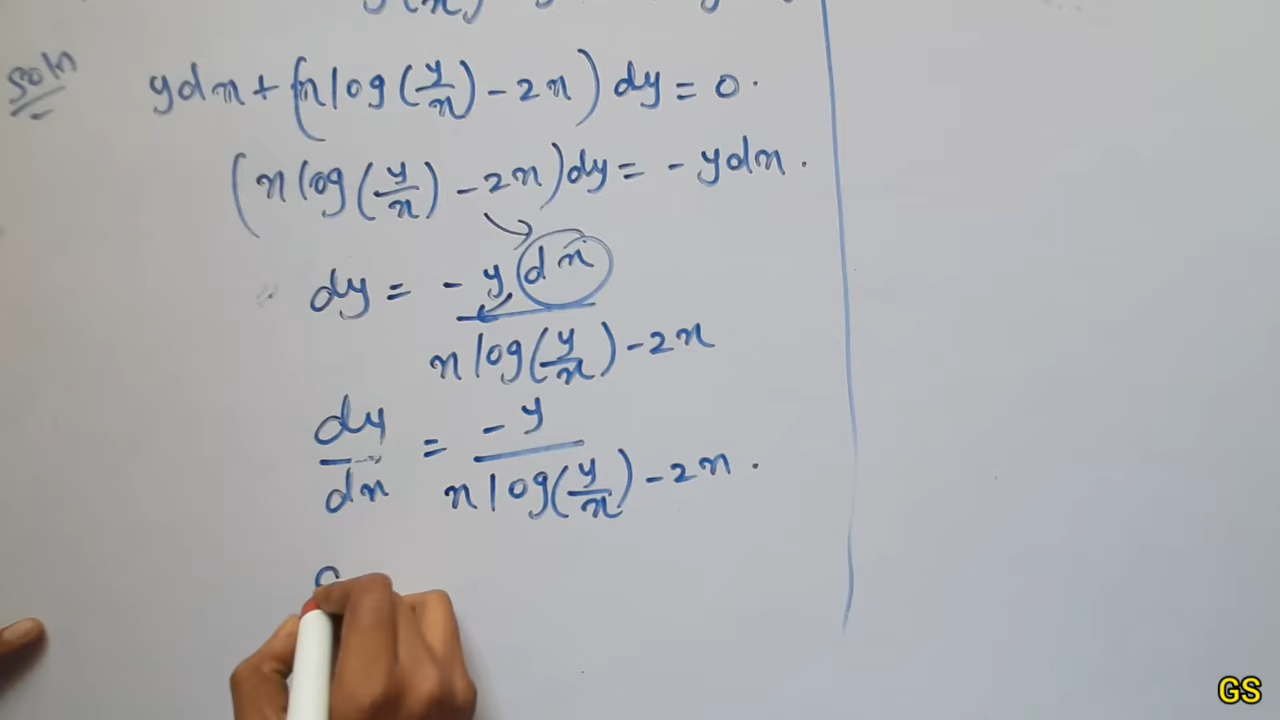 Soln
ydx + (x log(y/x) - 2x) dy = 0.
(x log(y/x) - 2x) dy = - ydx.
dy = - y dx / x log(y/x) - 2x
dy/dx = - y / x log(y/x) - 2x.
GS